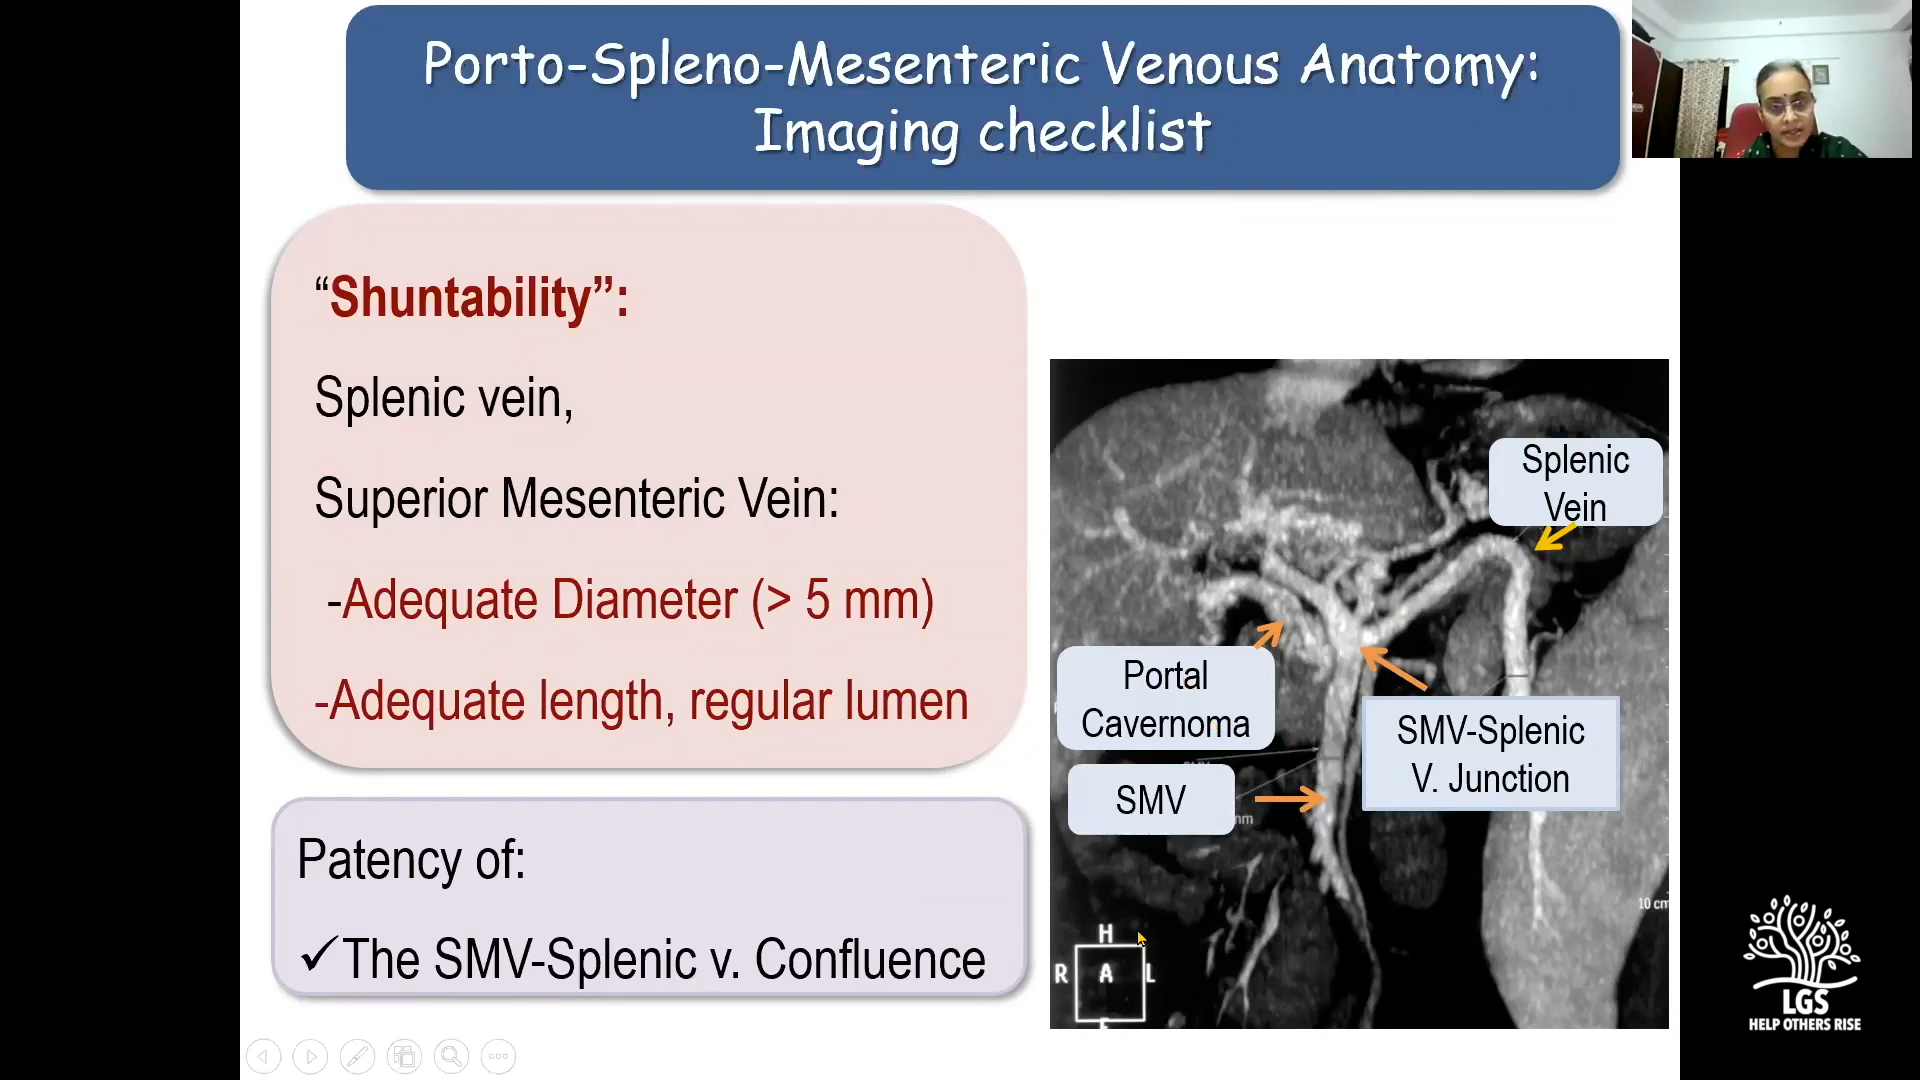 Porto-Spleno-Mesenteric Venous Anatomy:
Imaging checklist
“Shuntability”:
Splenic vein,
Superior Mesenteric Vein:
-Adequate Diameter (> 5 mm)
-Adequate length, regular lumen
Patency of:
✓The SMV-Splenic v. Confluence
Splenic
Vein
Portal
Cavernoma
SMV-Splenic
V. Junction
SMV
mm
10 cm
H
R A L
LGS
HELP OTHERS RISE